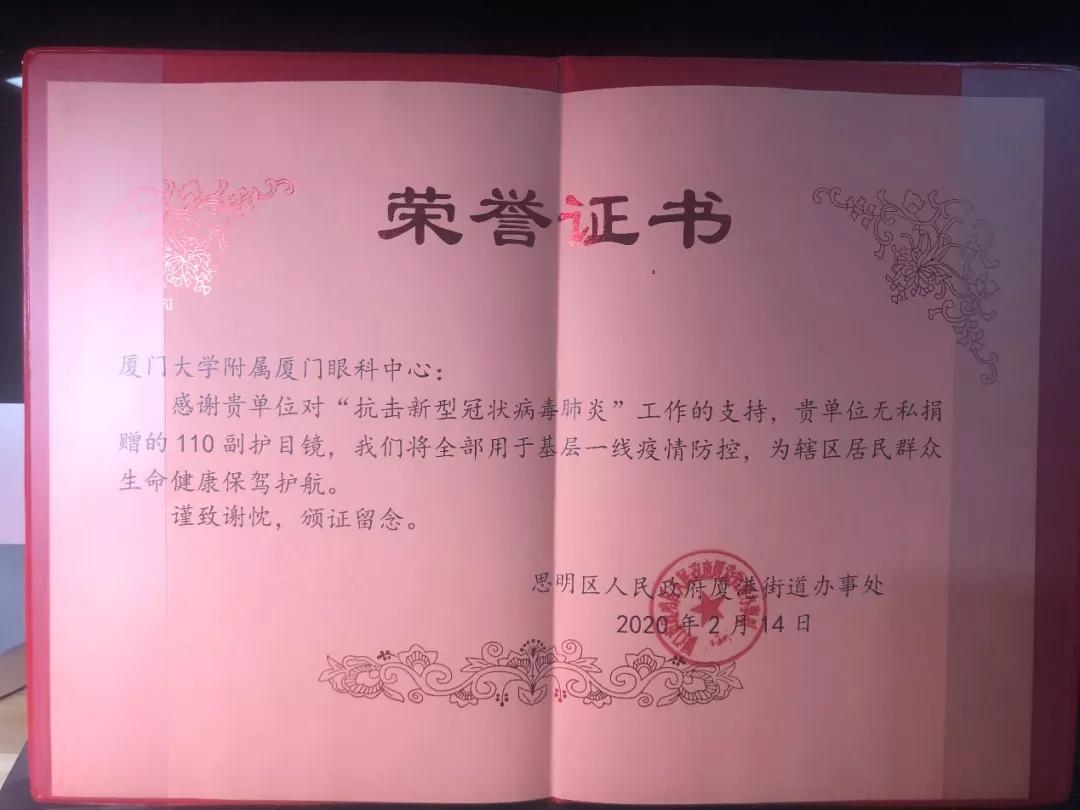 荣誉证书
厦门大学附属厦门眼科中心：
感谢贵单位对“抗击新型冠状病毒肺炎”工作的支持，贵单位无私捐
赠的110副护目镜，我们将全部用于基层一线疫情防控，为辖区居民群众
生命健康保驾护航。
谨致谢忱，颁证留念。
思明区人民政府厦港街道办事处
2020年2月14日